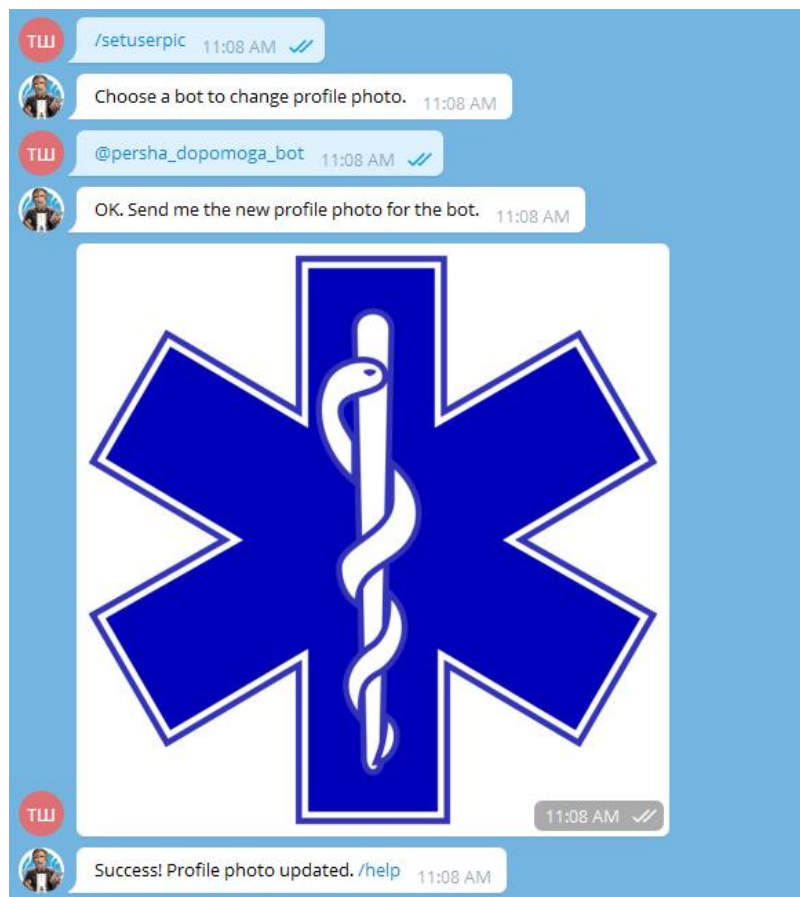 ТШ
/setuserpic 11:08 AM
Choose a bot to change profile photo. 11:08 AM
ТШ
@persha_dopomoga_bot 11:08 AM
OK. Send me the new profile photo for the bot. 11:08 AM
ТШ
11:08 AM
Success! Profile photo updated. /help 11:08 AM